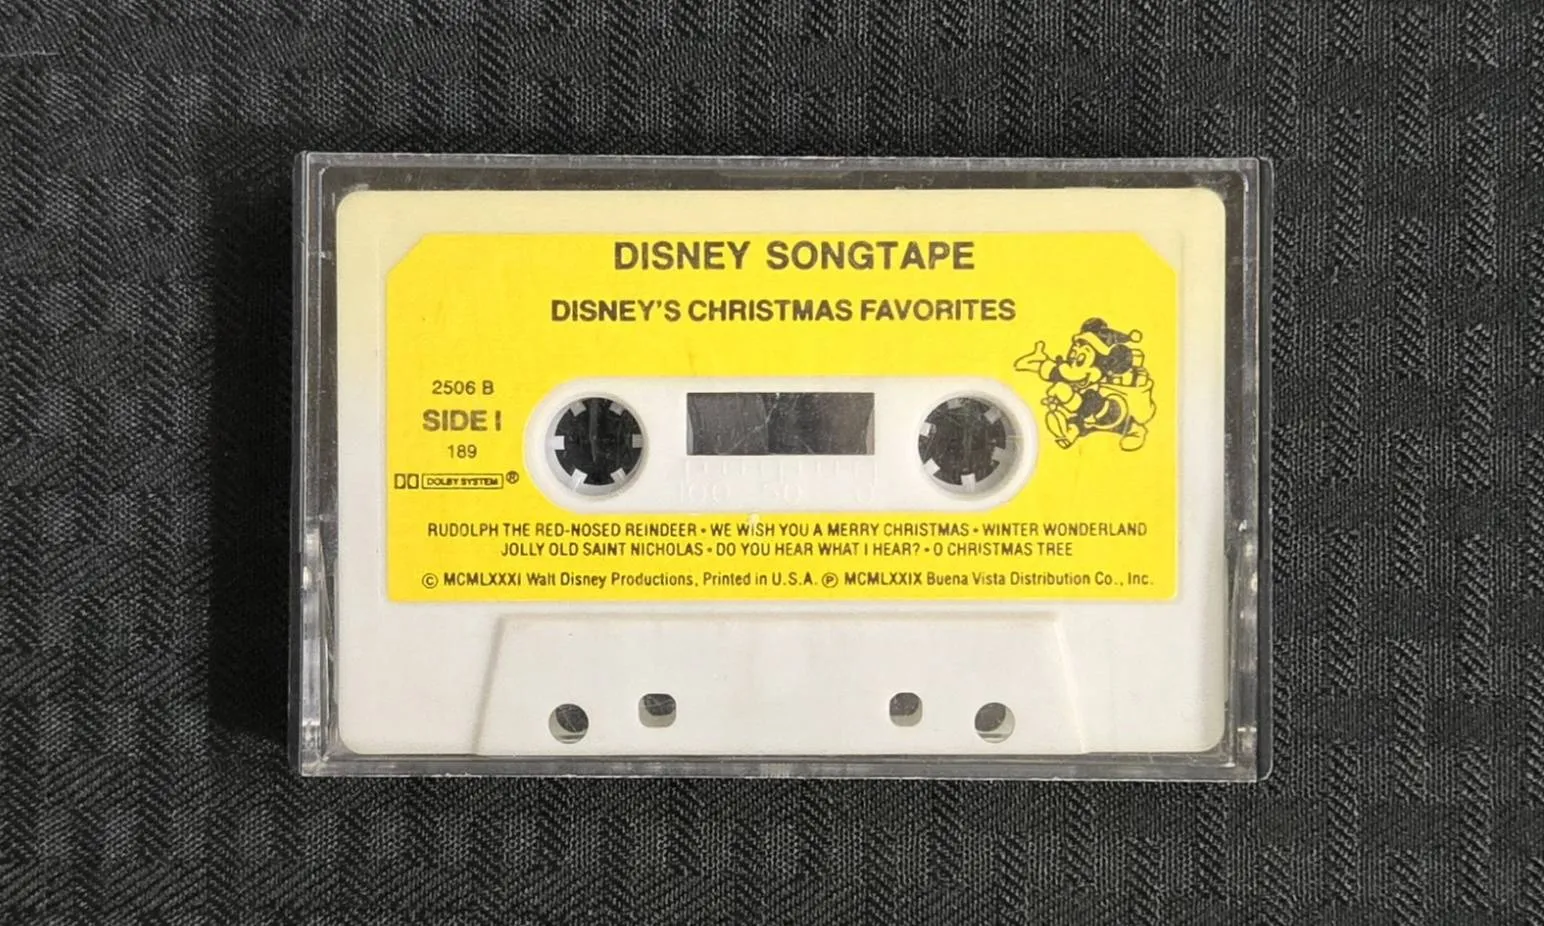 DISNEY SONGTAPE
DISNEY'S CHRISTMAS FAVORITES
2506 B
SIDE I
189
DOLBY SYSTEM ®
100 50 0
RUDOLPH THE RED-NOSED REINDEER • WE WISH YOU A MERRY CHRISTMAS • WINTER WONDERLAND
JOLLY OLD SAINT NICHOLAS • DO YOU HEAR WHAT I HEAR? • O CHRISTMAS TREE
© MCMLXXXI Walt Disney Productions, Printed in U.S.A. ℗ MCMLXXIX Buena Vista Distribution Co., Inc.